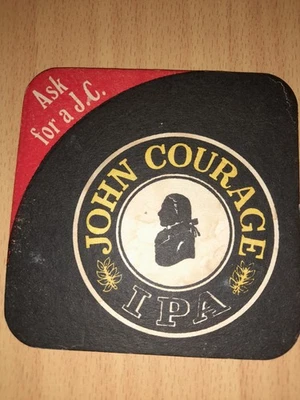 Ask
for a J.C.
JOHN COURAGE
IPA